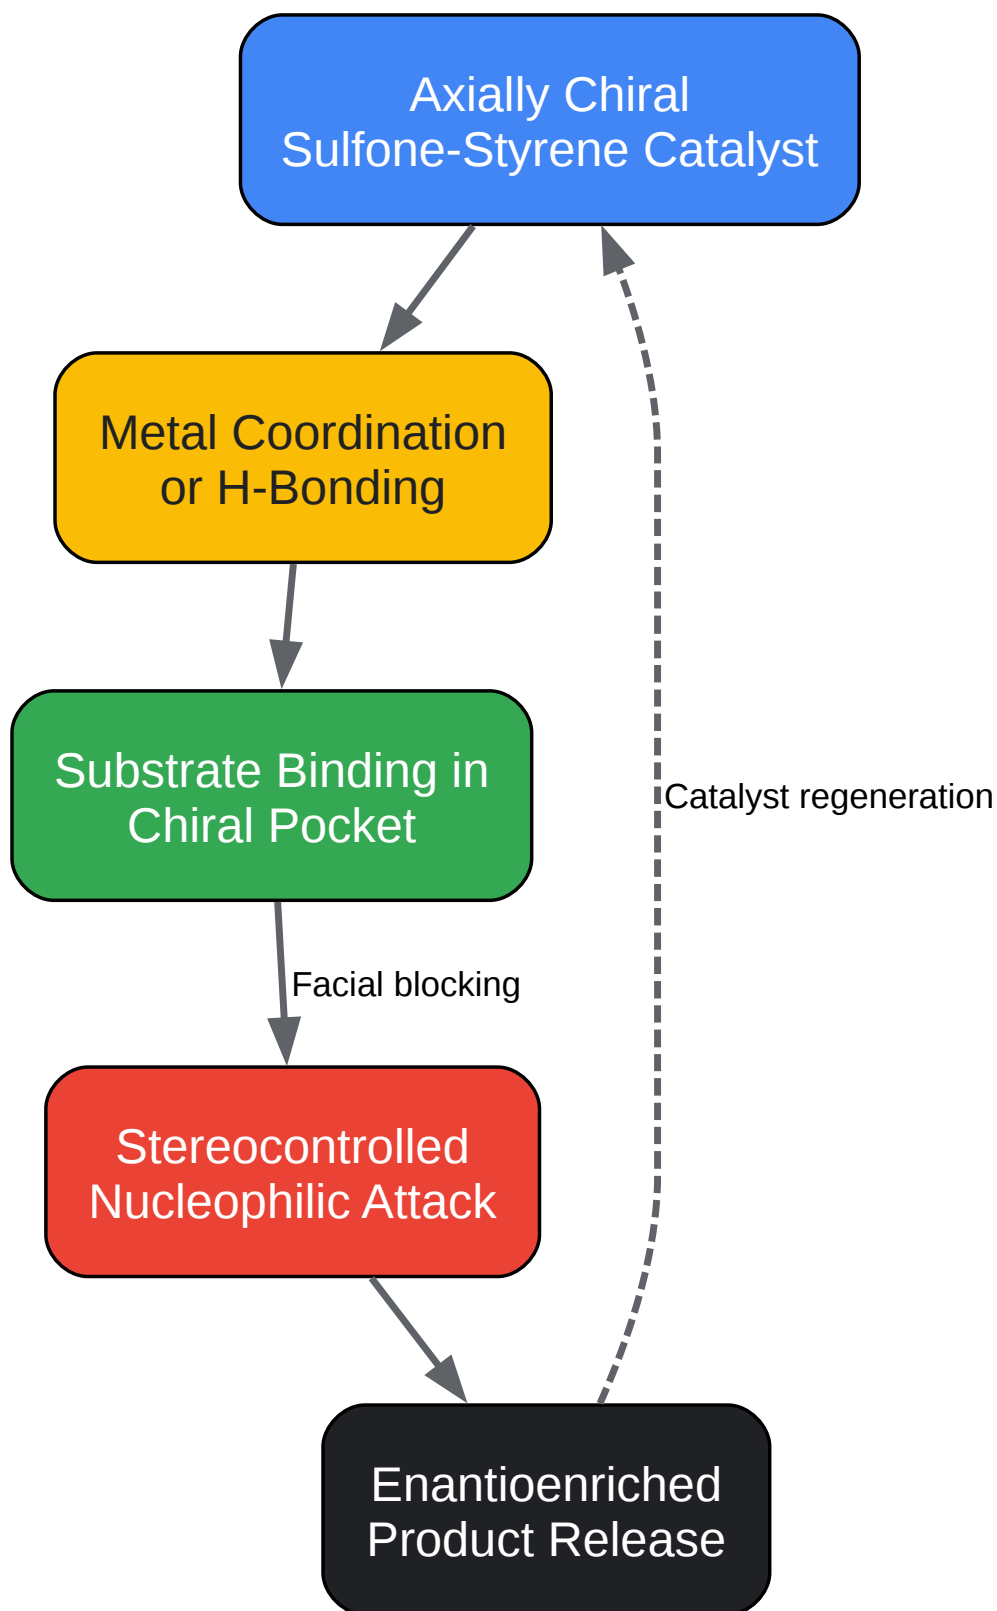 Axially Chiral
Sulfone-Styrene Catalyst
Metal Coordination
or H-Bonding
Substrate Binding in
Chiral Pocket
Catalyst regeneration
Facial blocking
Stereocontrolled
Nucleophilic Attack
Enantioenriched
Product Release